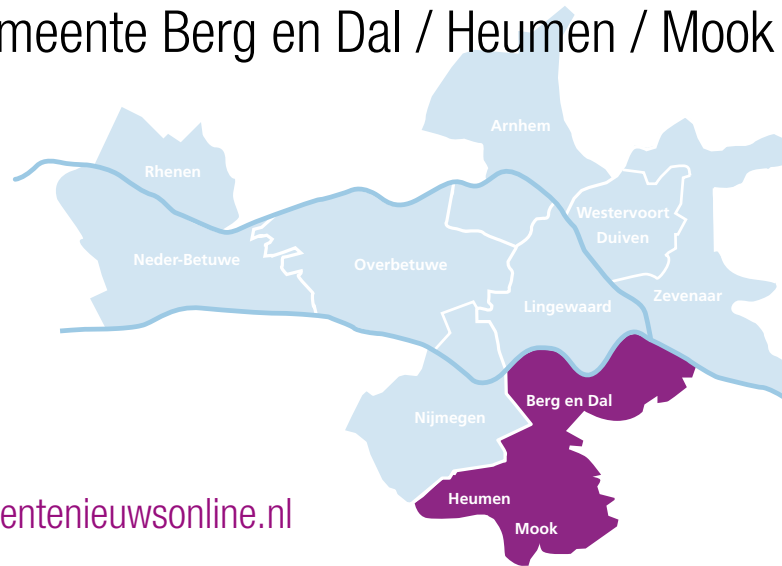 meente Berg en Dal / Heumen / Mook
Arnhem
Rhenen
Westervoort
Duiven
Neder-Betuwe
Overbetuwe
Lingewaard
Zevenaar
Berg en Dal
Nijmegen
Heumen
Mook
entenieuwsonline.nl